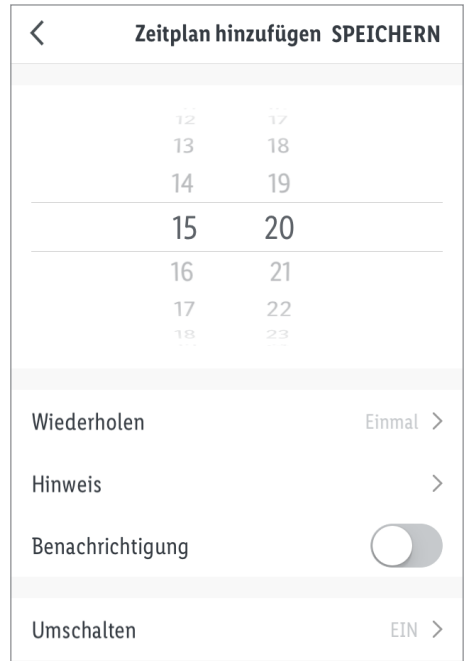 Zeitplan hinzufügen SPEICHERN
12 17
13 18
14 19
15 20
16 21
17 22
18 23
Wiederholen Einmal
Hinweis
Benachrichtigung
Umschalten EIN